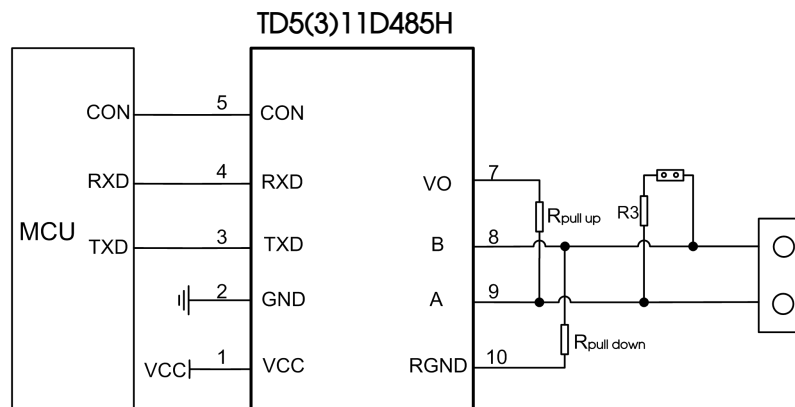 TD5(3)11D485H
CON 5 CON
RXD 4 RXD
VO 7
R3
Rpull up
MCU
TXD 3 TXD
B 8
2 GND
A 9
Rpull down
VCC 1 VCC
RGND 10